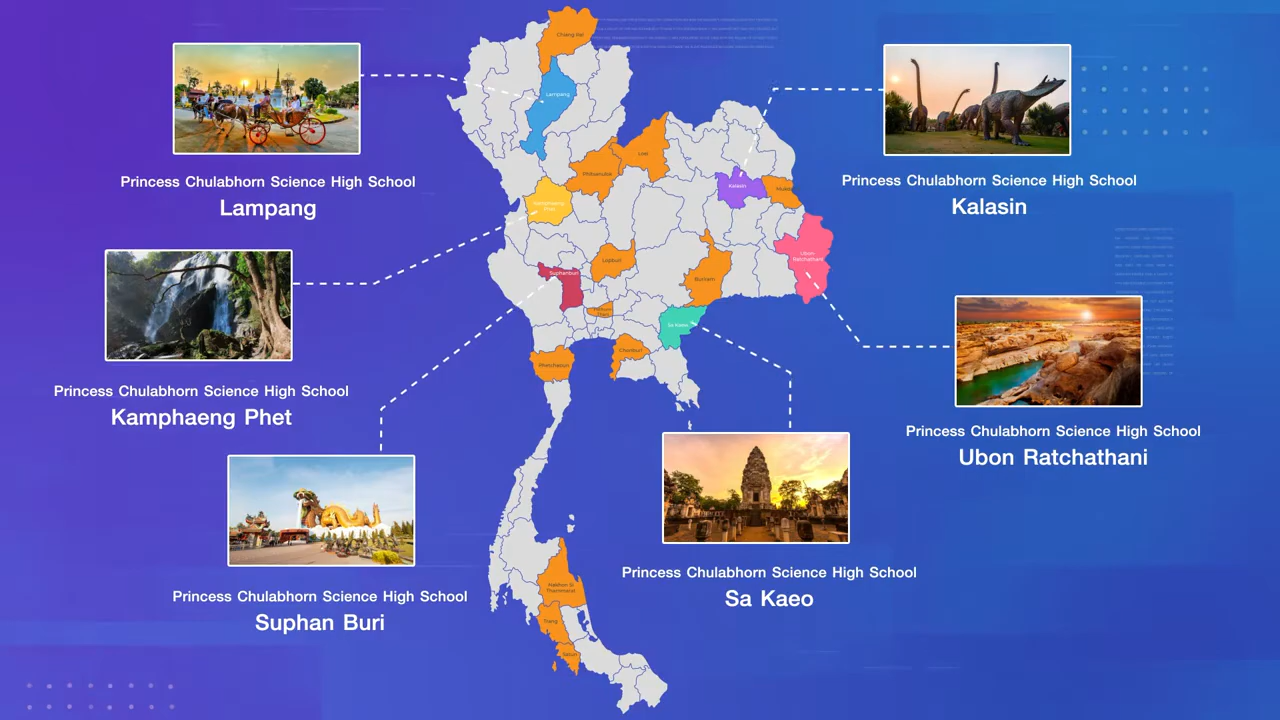 Princess Chulabhorn Science High School
Lampang
Princess Chulabhorn Science High School
Kamphaeng Phet
Princess Chulabhorn Science High School
Suphan Buri
Chiang Rai
Lampang
Loei
Phitsanulok
Kamphaeng
Phet
Kalasin
Ubon
Ratchathani
Lopburi
Suphanburi
Buriram
Sa Kaeo
Chonburi
Nakhon Si
Thammarat
Trang
Satun
Princess Chulabhorn Science High School
Kalasin
Princess Chulabhorn Science High School
Ubon Ratchathani
Princess Chulabhorn Science High School
Sa Kaeo